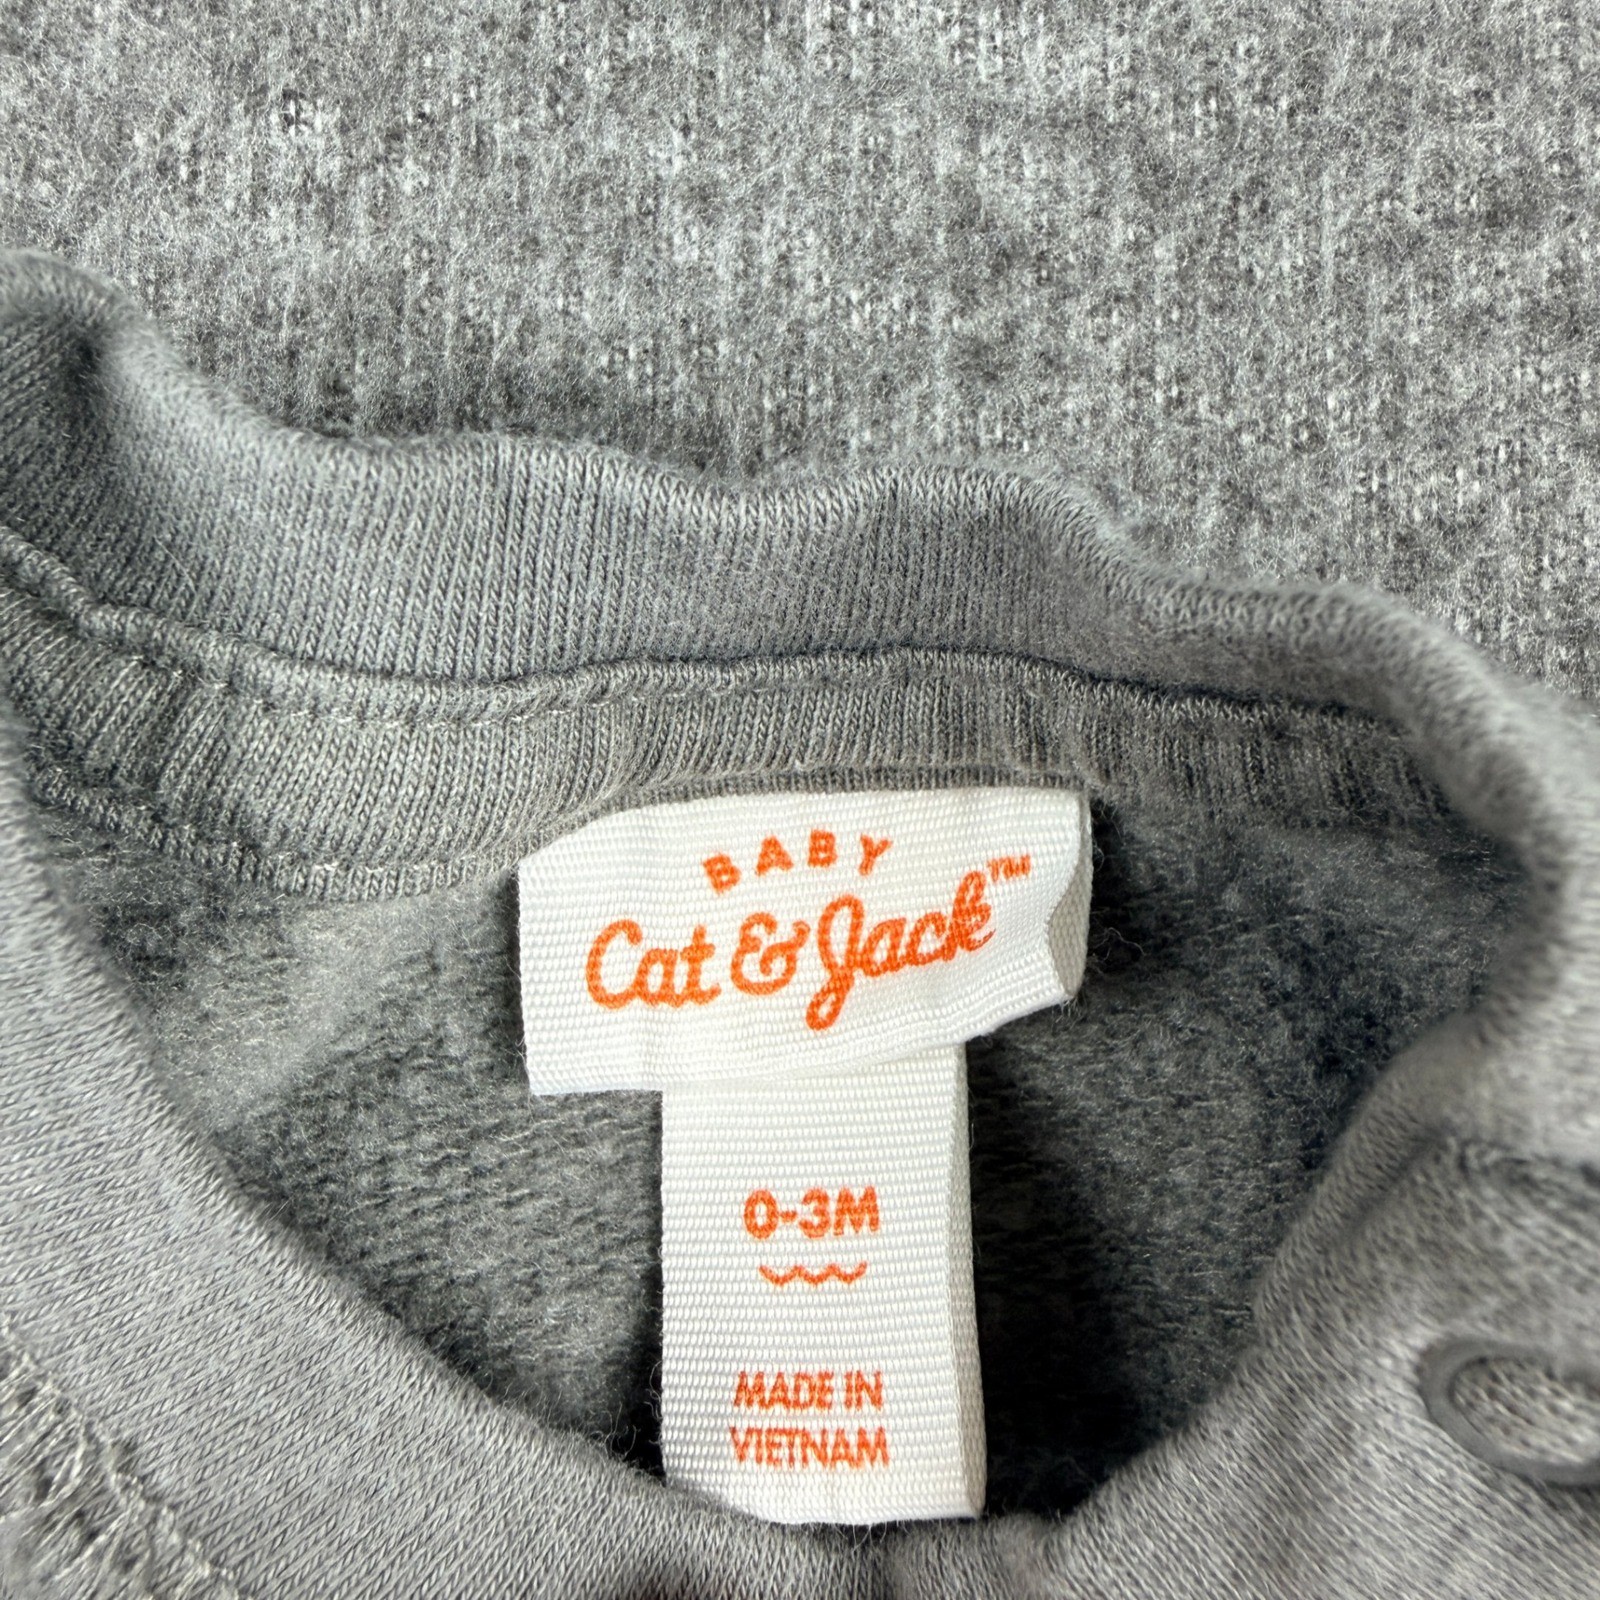 BABY
Cat & Jack™
0-3M
MADE IN
VIETNAM